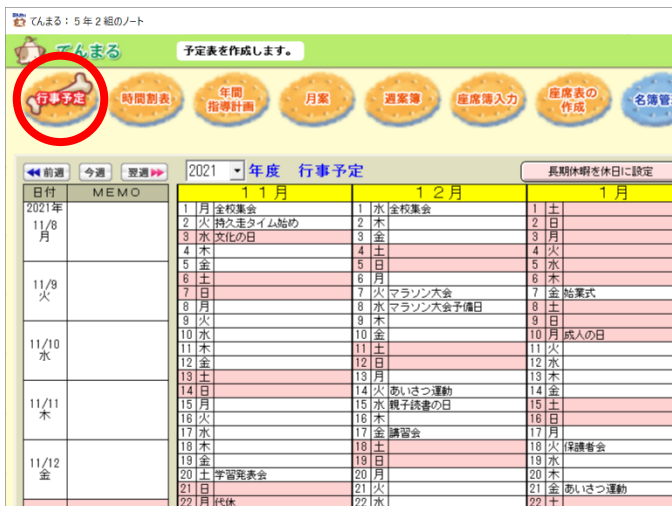 てんまる：５年２組のノート
てんまる
予定表を作成します。
行事予定
時間割表
年間
指導計画
月案
週案簿
座席簿入力
座席表の
作成
名簿管
前週 今週 翌週
2021 年度 行事予定
長期休暇を休日に設定
日付 MEMO
2021年
11/8
月
11/9
火
11/10
水
11/11
木
11/12
金
１１月
1 月 全校集会
2 火 持久走タイム始め
3 水 文化の日
4 木
5 金
6 土
7 日
8 月
9 火
10 水
11 木
12 金
13 土
14 日
15 月
16 火
17 水
18 木
19 金
20 土 学習発表会
21 日
22 月 代休
１２月
1 水 全校集会
2 木
3 金
4 土
5 日
6 月
7 火 マラソン大会
8 水 マラソン大会予備日
9 木
10 金
11 土
12 日
13 月
14 火 あいさつ運動
15 水 親子読書の日
16 木
17 金 講習会
18 土
19 日
20 月
21 火
22 水
１月
1 土
2 日
3 月
4 火
5 水
6 木
7 金 始業式
8 土
9 日
10 月 成人の日
11 火
12 水
13 木
14 金
15 土
16 日
17 月
18 火 保護者会
19 水
20 木
21 金 あいさつ運動
22 土